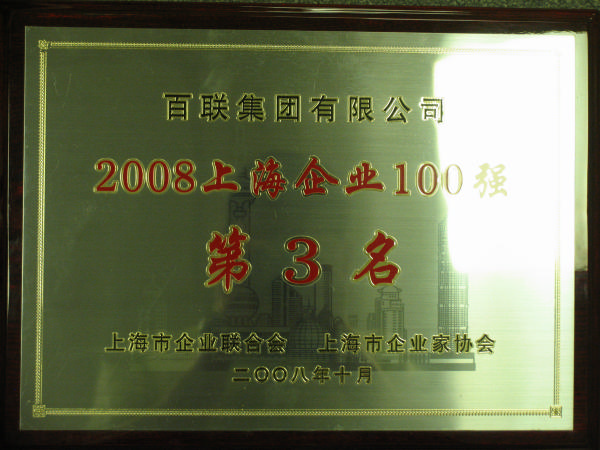 百联集团有限公司
2008上海企业100强
第3名
上海市企业联合会 上海市企业家协会
二〇〇八年十月